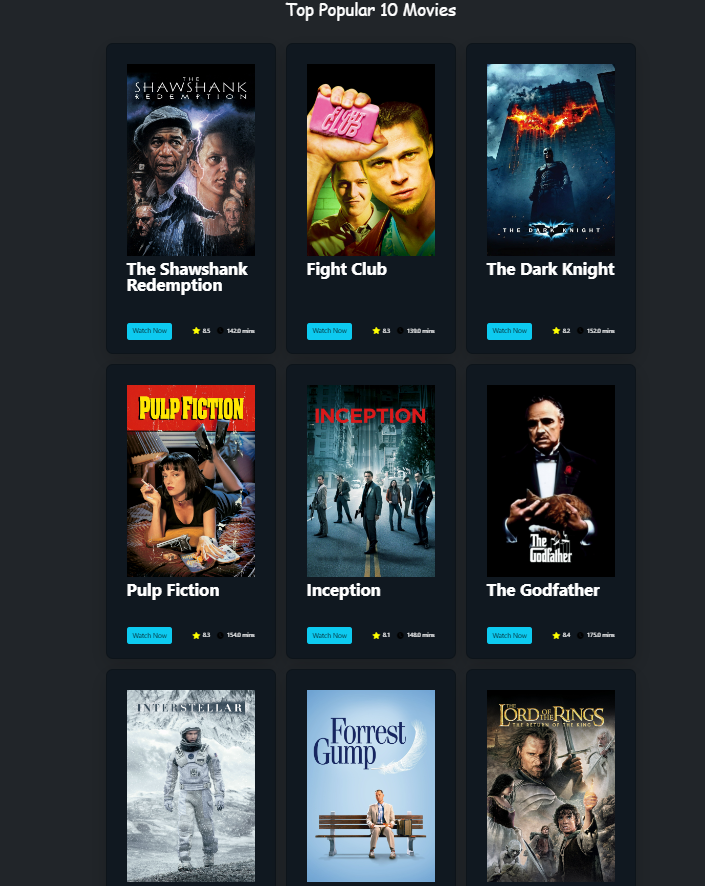 Top Popular 10 Movies
THE
SHAWSHANK
REDEMPTION
FIGHT
CLUB
THE DARK KNIGHT
The Shawshank
Redemption
Fight Club
The Dark Knight
Watch Now 8.5 142.0 mins
Watch Now 8.3 139.0 mins
Watch Now 8.2 152.0 mins
PULP FICTION
INCEPTION
The
Godfather
Pulp Fiction
Inception
The Godfather
Watch Now 8.3 154.0 mins
Watch Now 8.1 148.0 mins
Watch Now 8.4 175.0 mins
INTERSTELLAR
Forrest
Gump
THE
LORD OF THE RINGS
THE RETURN OF THE KING